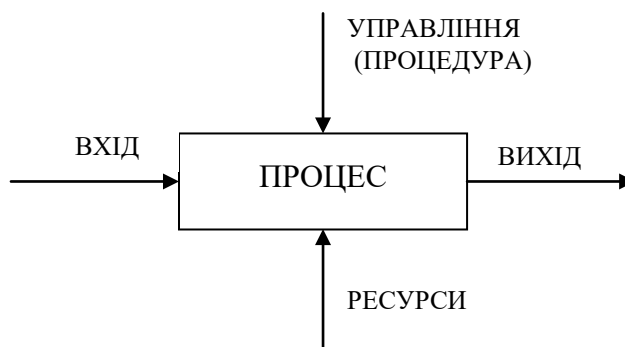 УПРАВЛІННЯ
(ПРОЦЕДУРА)
ВХІД
ПРОЦЕС
ВИХІД
РЕСУРСИ